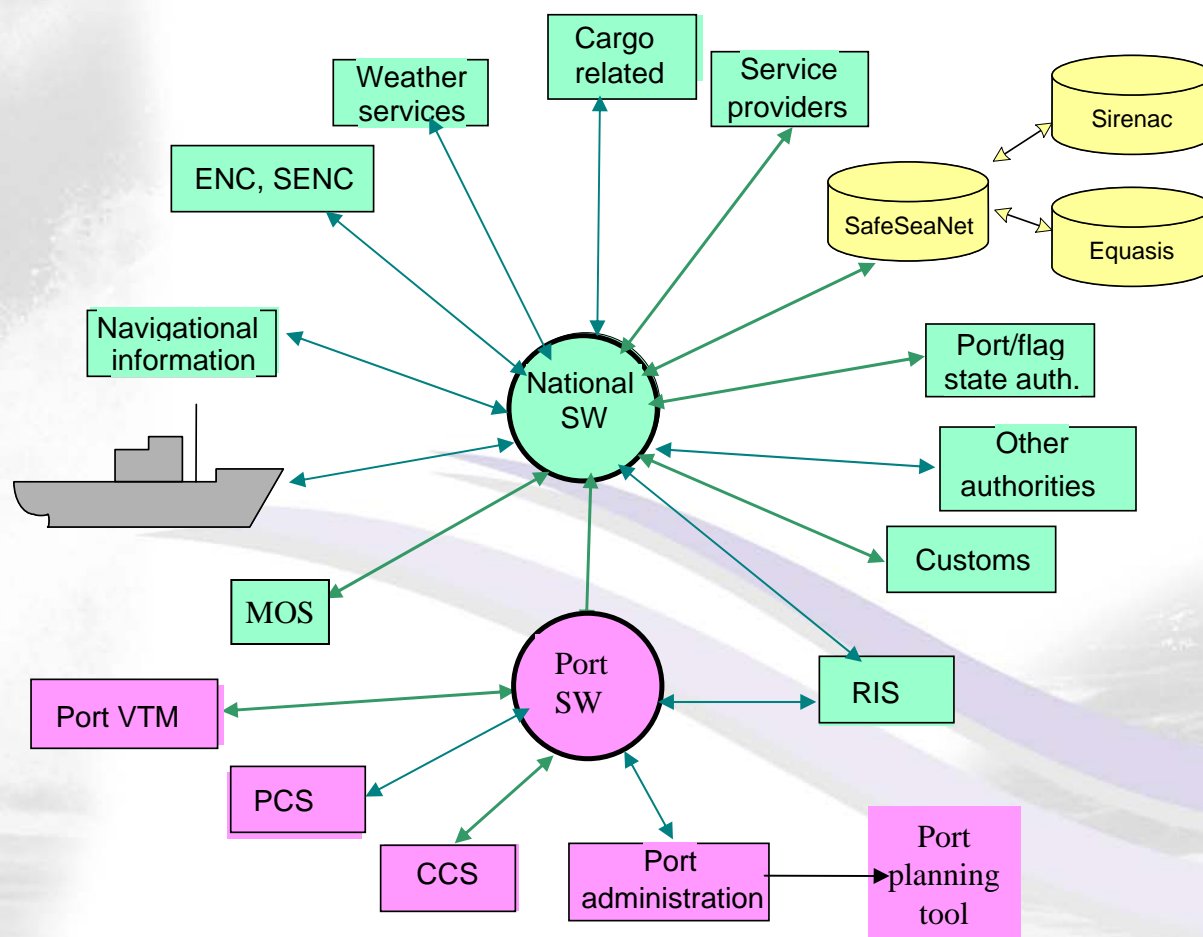 Cargo
related
Weather
services
Service
providers
Sirenac
ENC, SENC
SafeSeaNet
Equasis
Navigational
information
Port/flag
state auth.
National
SW
Other
authorities
Customs
MOS
Port
SW
RIS
Port VTM
PCS
CCS
Port
administration
Port
planning
tool